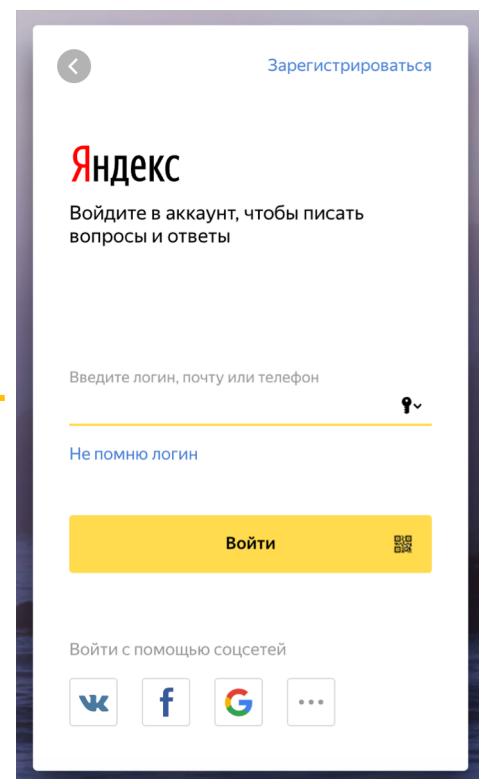 Зарегистрироваться
Яндекс
Войдите в аккаунт, чтобы писать
вопросы и ответы
Введите логин, почту или телефон
Не помню логин
Войти
Войти с помощью соцсетей